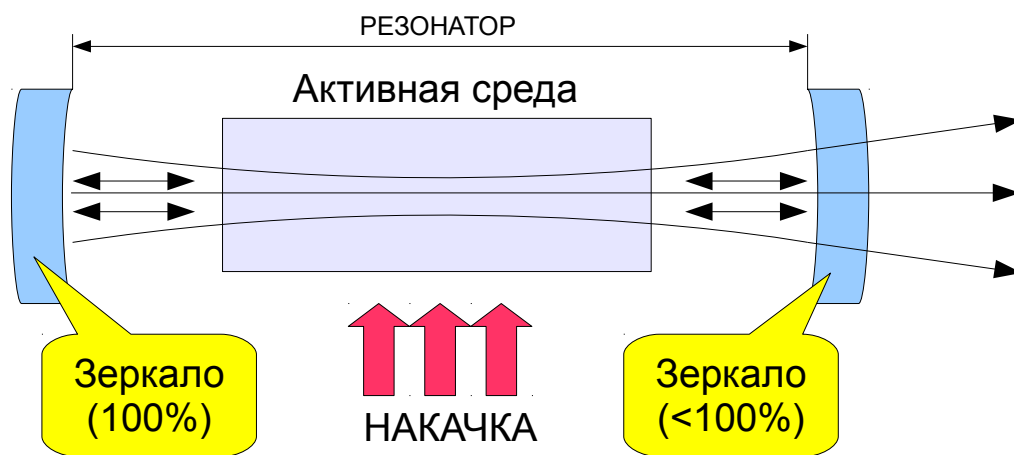 РЕЗОНАТОР
Активная среда
Зеркало
(100%)
НАКАЧКА
Зеркало
(<100%)